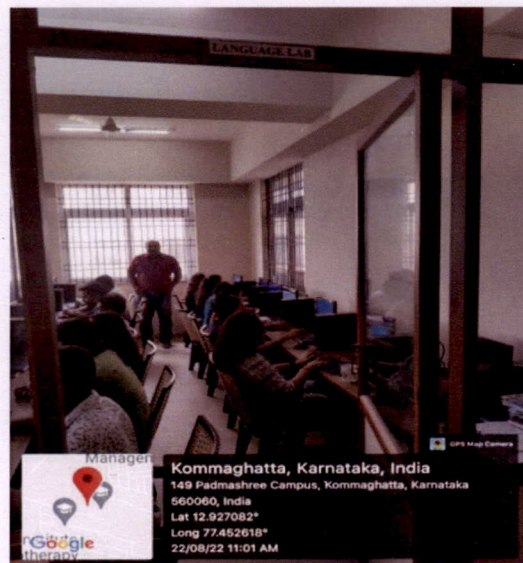 LANGUAGE LAB
GPS Map Camera
Managen
Google
therapy
Kommaghatta, Karnataka, India
149 Padmashree Campus, Kommaghatta, Karnataka
560060, India
Lat 12.927082°
Long 77.452618°
22/08/22 11:01 AM